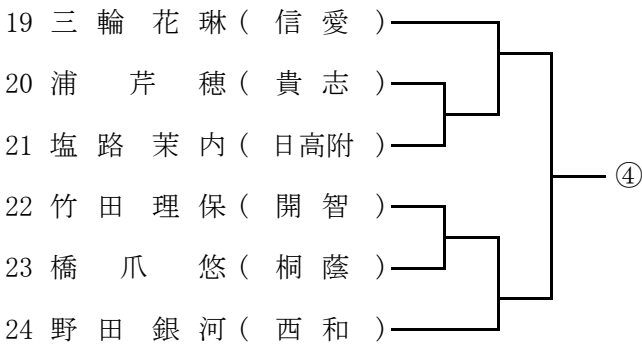 19 三輪花琳(信愛)
20 浦芹穂(貴志)
21 塩路茉内(日高附)
④
22 竹田理保(開智)
23 橋爪悠(桐蔭)
24 野田銀河(西和)